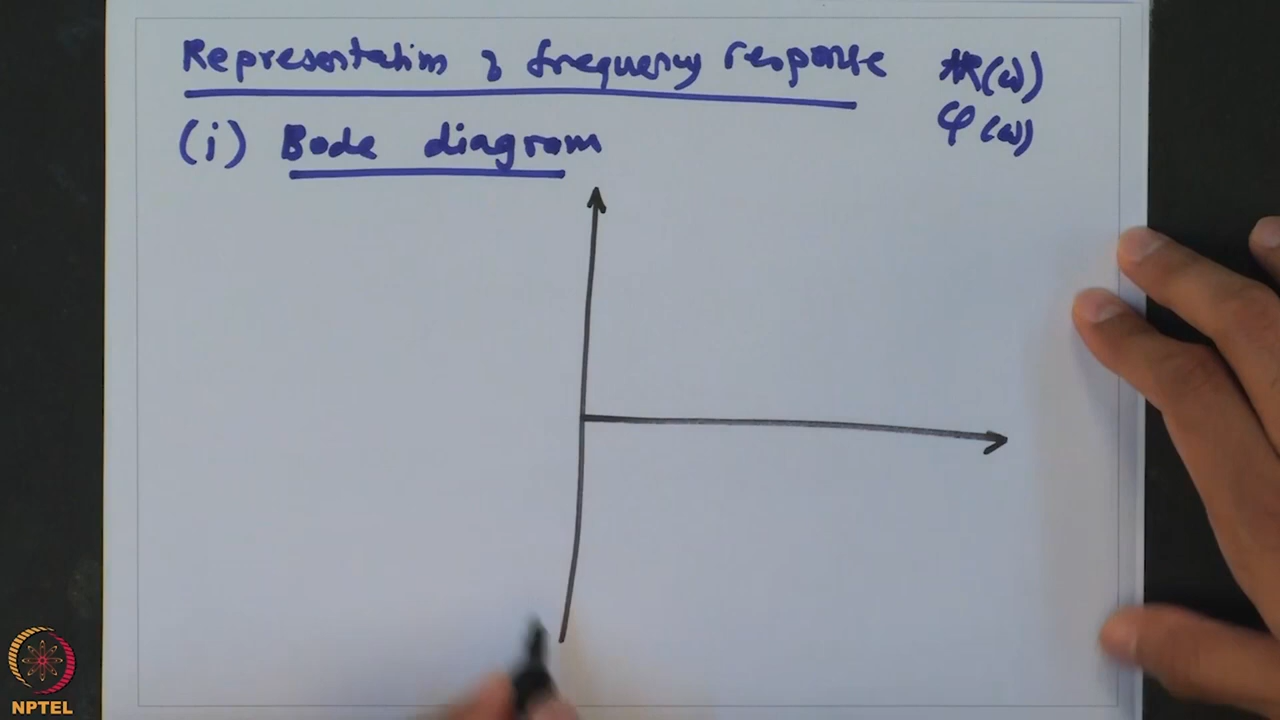 Representation of frequency response
AR(ω)
φ(ω)
(i) Bode diagram
NPTEL